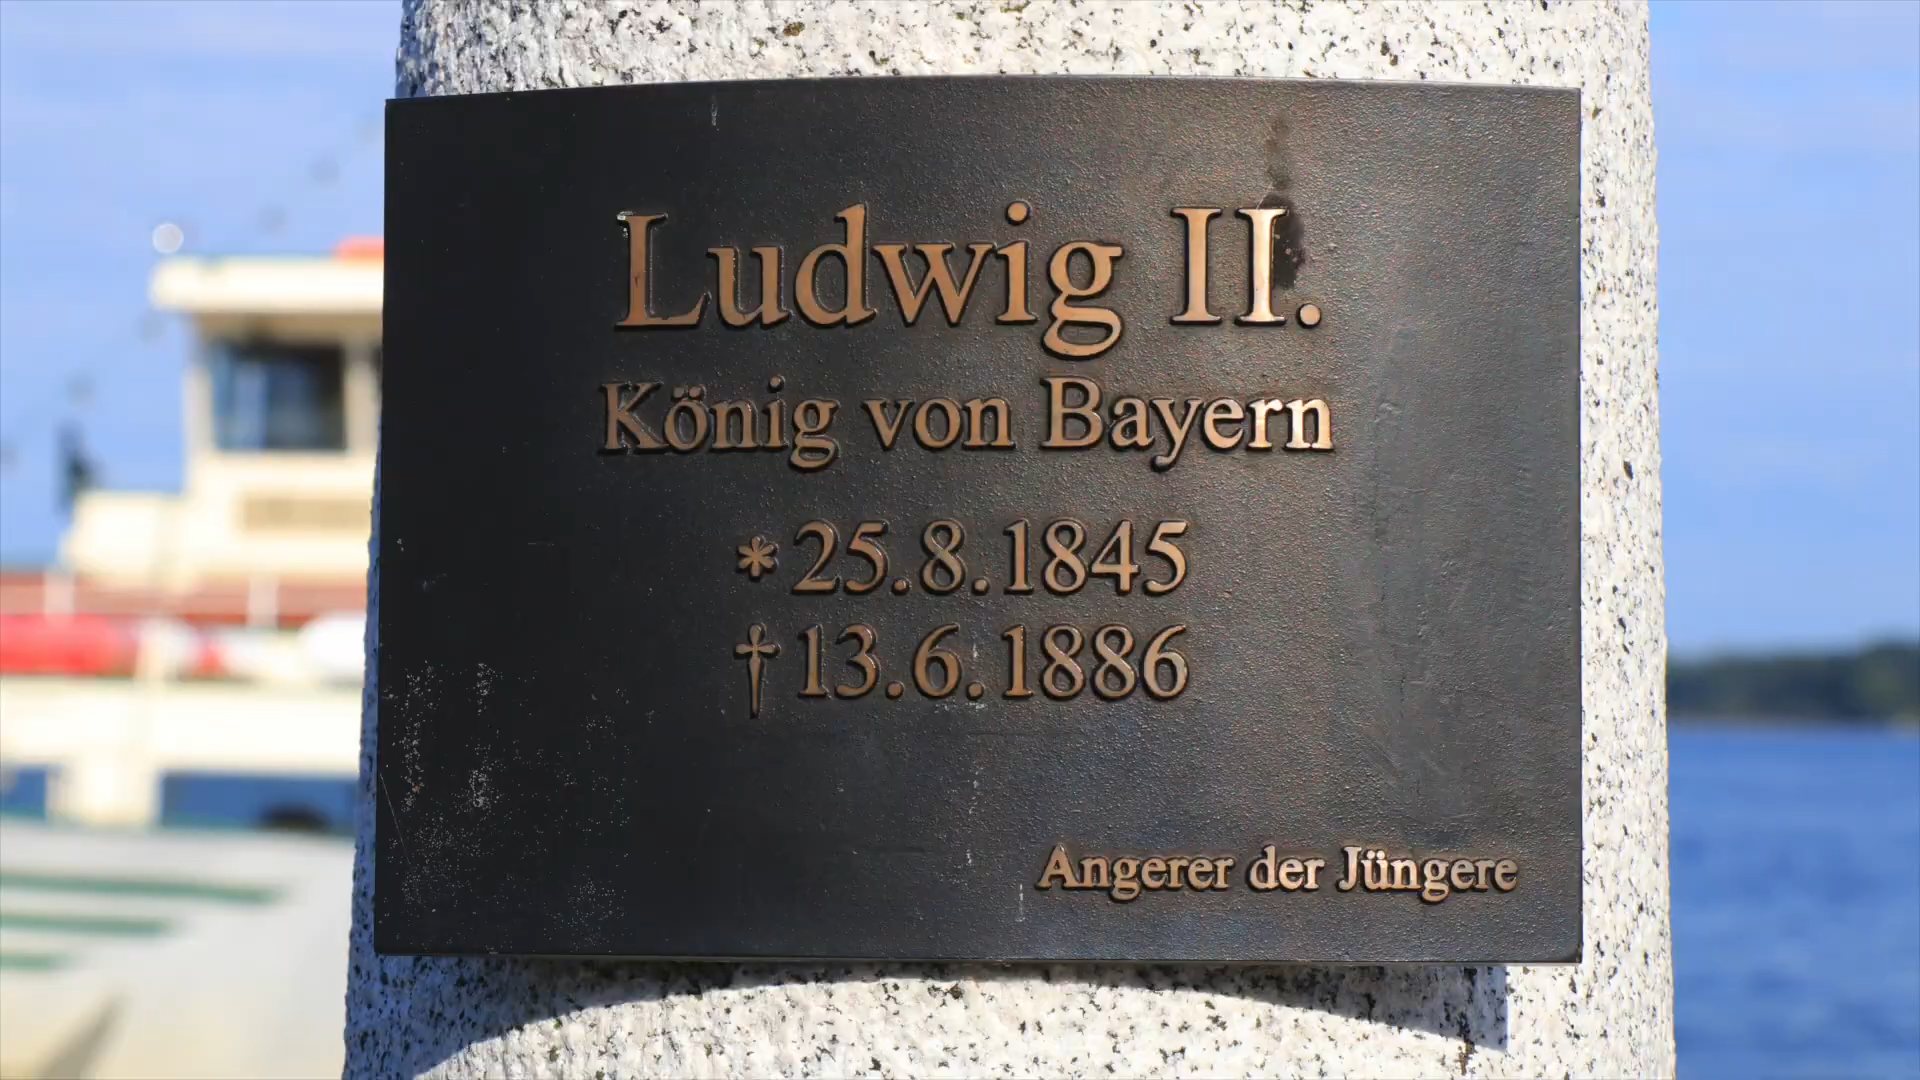 Ludwig II.
König von Bayern
* 25.8.1845
† 13.6.1886
Angerer der Jüngere